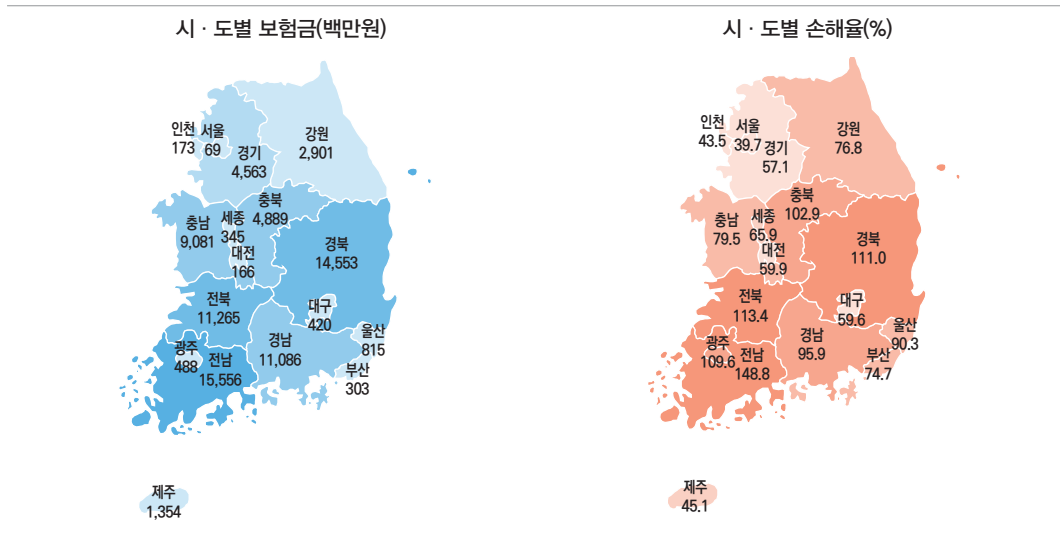 시 · 도별 보험금(백만원)
인천
173
서울
69
경기
4,563
강원
2,901
충남
9,081
세종
345
충북
4,889
대전
166
경북
14,553
전북
11,265
대구
420
울산
815
광주
488
전남
15,556
경남
11,086
부산
303
제주
1,354
시 · 도별 손해율(%)
인천
43.5
서울
39.7
경기
57.1
강원
76.8
충남
79.5
세종
65.9
충북
102.9
대전
59.9
경북
111.0
전북
113.4
대구
59.6
울산
90.3
광주
109.6
전남
148.8
경남
95.9
부산
74.7
제주
45.1